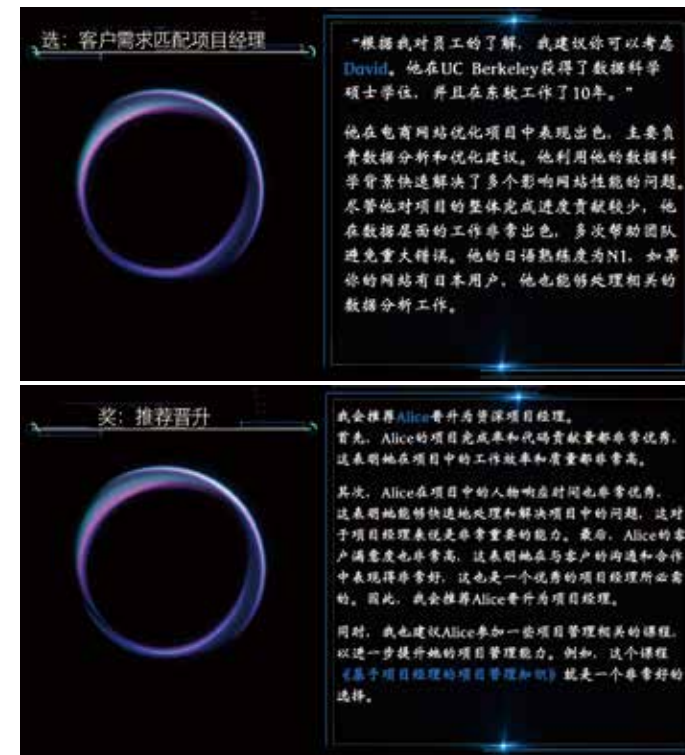 选：客户需求匹配项目经理
“根据我对员工的了解，我建议你可以考虑
David。他在UC Berkeley获得了数据科学
硕士学位，并且在东软工作了10年。”
他在电商网站优化项目中表现出色，主要负
责数据分析和优化建议。他利用他的数据科
学背景快速解决了多个影响网站性能的问题。
尽管他对项目的整体完成进度贡献较少，他
在数据层面的工作非常出色，多次帮助团队
避免重大错误。他的日语熟练度为N1，如果
你的网站有日本用户，他也能够处理相关的
数据分析工作。
奖：推荐晋升
我会推荐Alice晋升为资深项目经理。
首先，Alice的项目完成率和代码贡献量都非常优秀，
这表明她在项目中的工作效率和质量都非常高。
其次，Alice在项目中的人物响应时间也非常优秀，
这表明她能够快速地处理和解决项目中的问题，这对
于项目经理来说是非常重要的能力。最后，Alice的客
户满意度也非常高，这表明她在与客户的沟通和合作
中表现得非常好，这也是一个优秀的项目经理所必需
的。因此，我会推荐Alice晋升为项目经理。
同时，我也建议Alice参加一些项目管理相关的课程，
以进一步提升她的项目管理能力。例如，这个课程
《基于项目经理的项目管理知识》就是一个非常好的
选择。